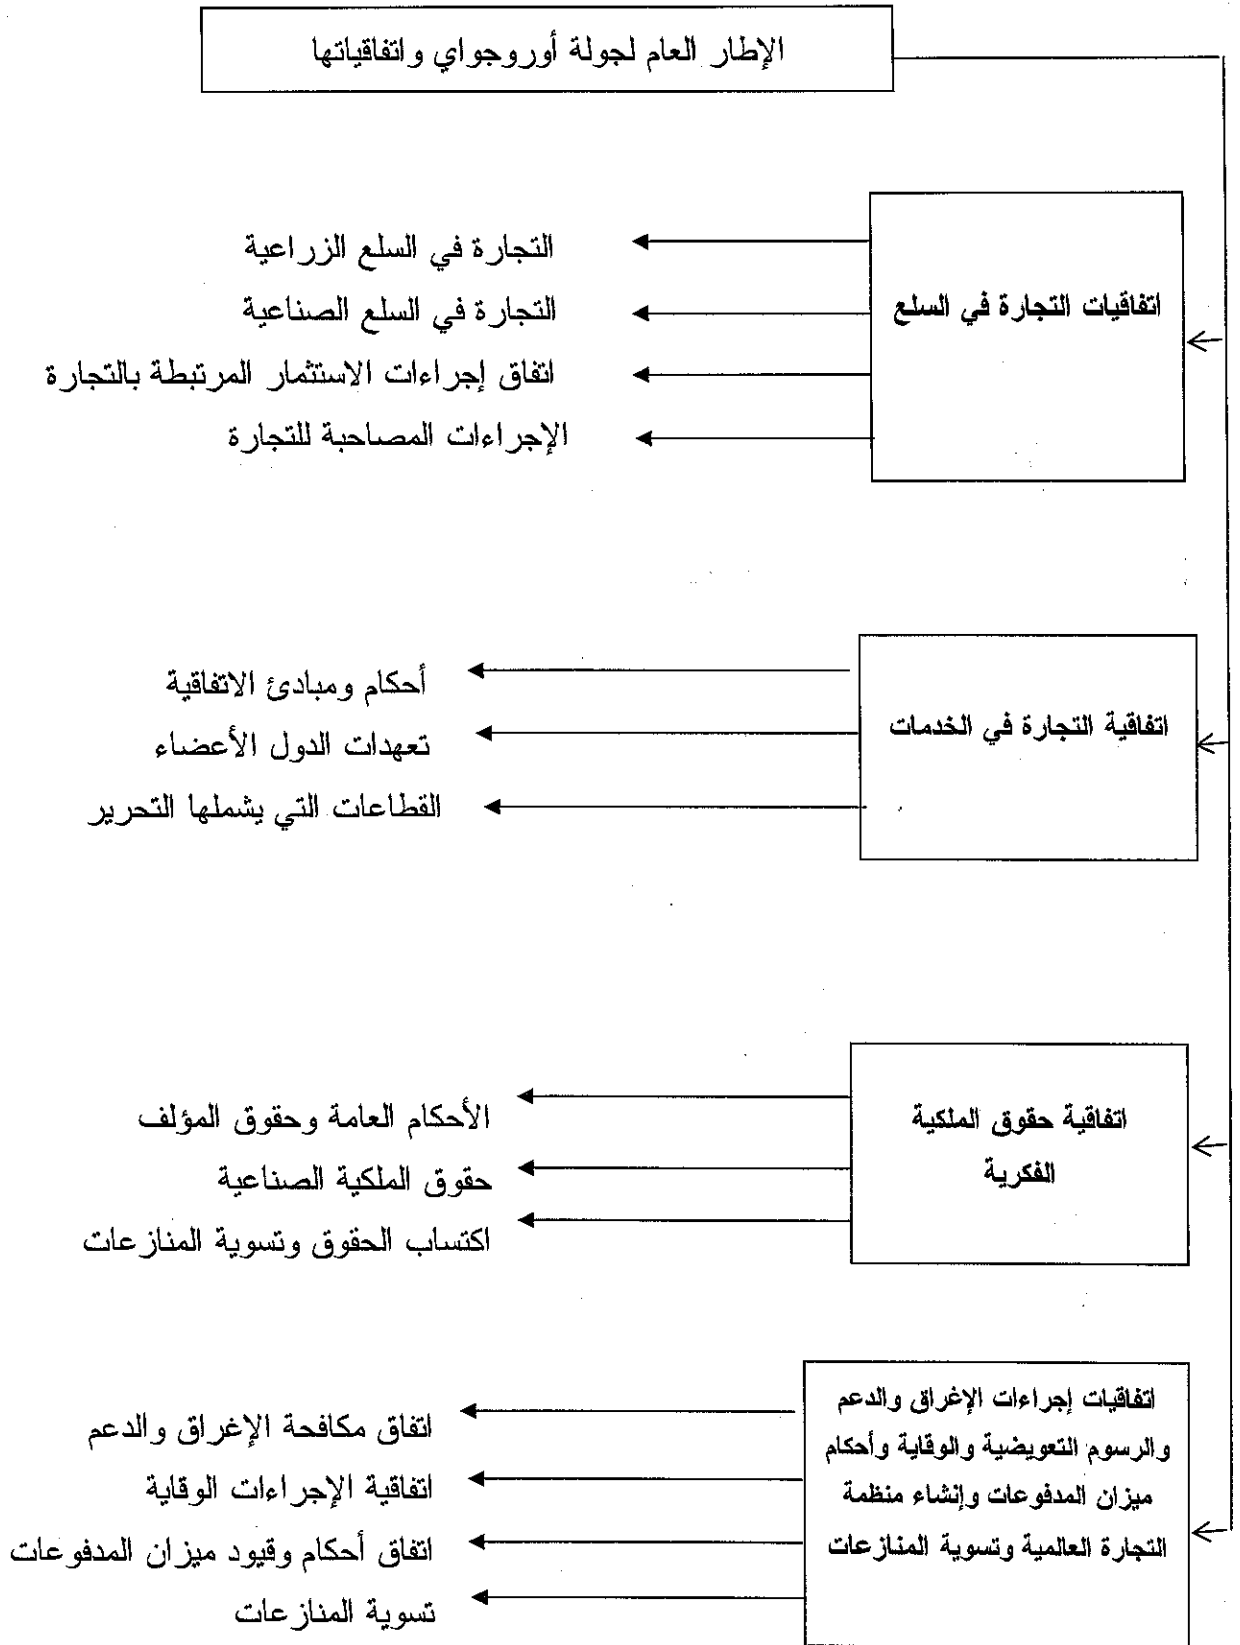 الإطار العام لجولة أوروجواي واتفاقياتها
اتفاقيات التجارة في السلع
التجارة في السلع الزراعية
التجارة في السلع الصناعية
اتفاق إجراءات الاستثمار المرتبطة بالتجارة
الإجراءات المصاحبة للتجارة
اتفاقية التجارة في الخدمات
أحكام ومبادئ الاتفاقية
تعهدات الدول الأعضاء
القطاعات التي يشملها التحرير
اتفاقية حقوق الملكية
الفكرية
الأحكام العامة وحقوق المؤلف
حقوق الملكية الصناعية
اكتساب الحقوق وتسوية المنازعات
اتفاقيات إجراءات الإغراق والدعم
والرسوم التعويضية والوقاية وأحكام
ميزان المدفوعات وإنشاء منظمة
التجارة العالمية وتسوية المنازعات
اتفاق مكافحة الإغراق والدعم
اتفاقية الإجراءات الوقاية
اتفاق أحكام وقيود ميزان المدفوعات
تسوية المنازعات